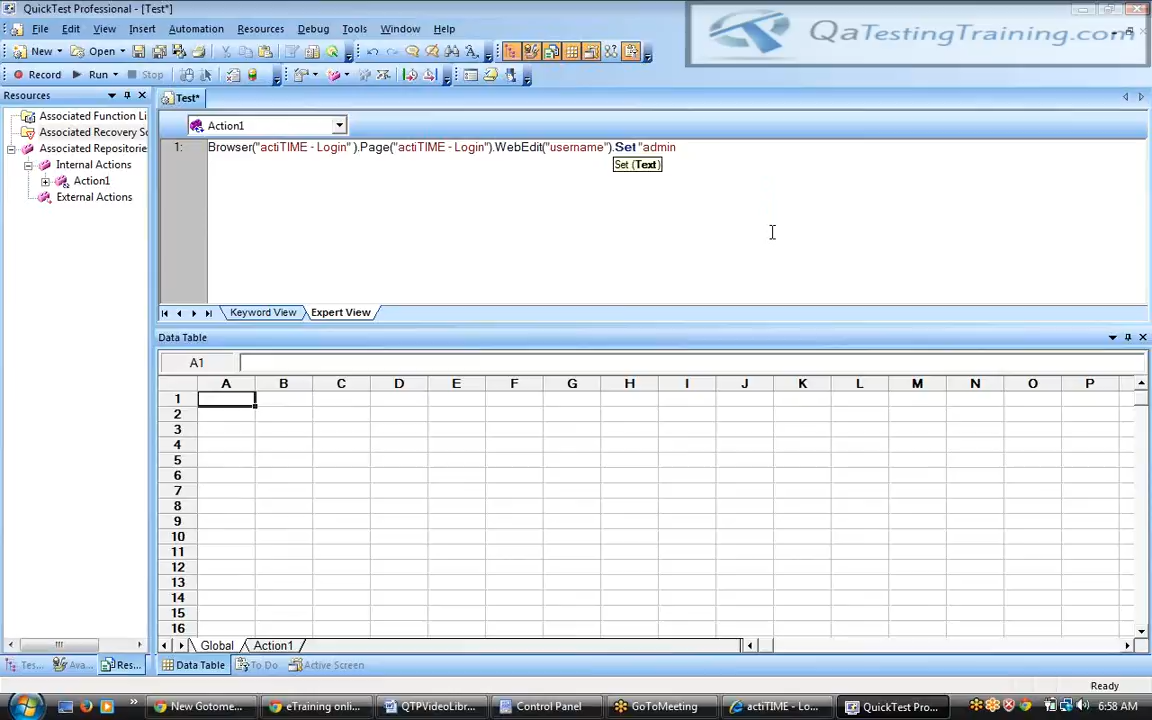 QuickTest Professional - [Test*]
QaTestingTraining.com
File Edit View Insert Automation Resources Debug Tools Window Help
New Open
Record Run Stop
Resources
Test*
Associated Function Li
Associated Recovery Sc
Associated Repositorie
Internal Actions
Action1
External Actions
Action1
1: Browser("actiTIME - Login" ).Page("actiTIME - Login").WebEdit("username").Set "admin
Set (Text)
Keyword View Expert View
Data Table
A1
A B C D E F G H I J K L M N O P
1
2
3
4
5
6
7
8
9
10
11
12
13
14
15
16
Global Action1
Tes... Ava... Res... Data Table To Do Active Screen
Ready
New Gotome... eTraining onli... QTPVideoLibr... Control Panel GoToMeeting actiTIME - Lo... QuickTest Pro... 6:58 AM